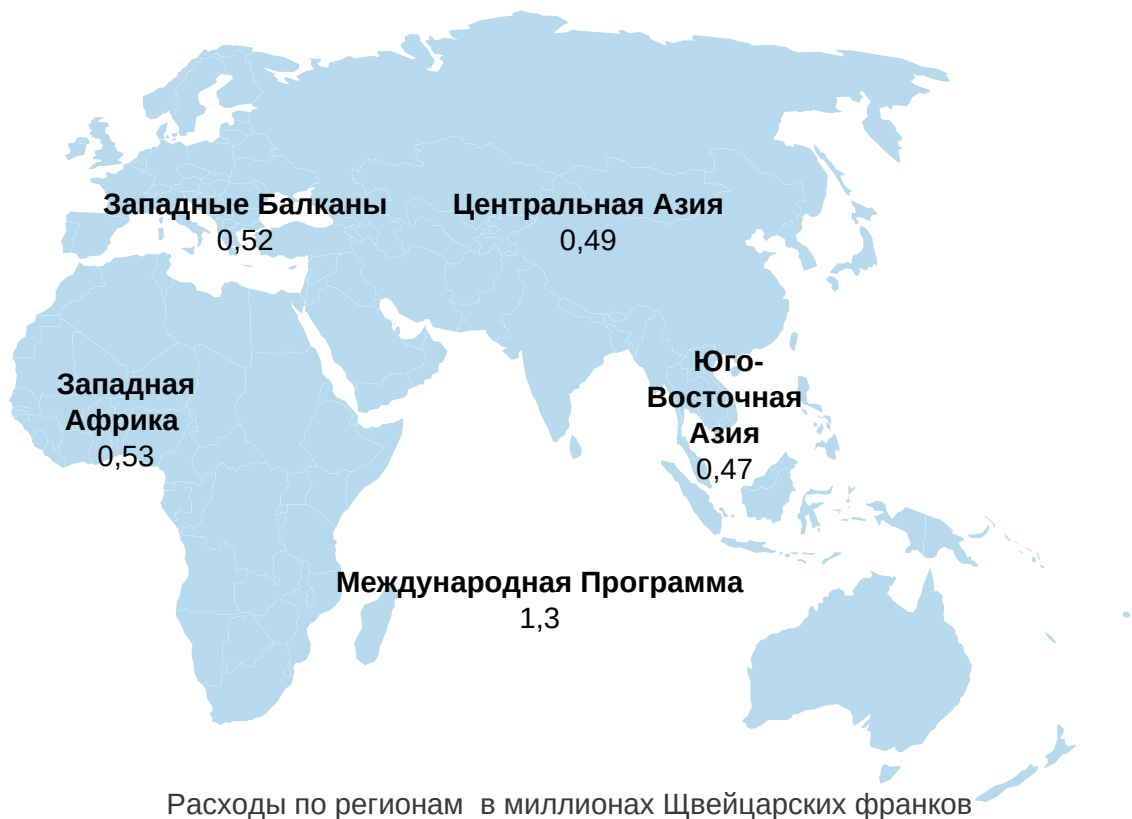 Западные Балканы
0,52
Центральная Азия
0,49
Западная
Африка
0,53
Юго-
Восточная
Азия
0,47
Международная Программа
1,3
Расходы по регионам  в миллионах Щвейцарских франков